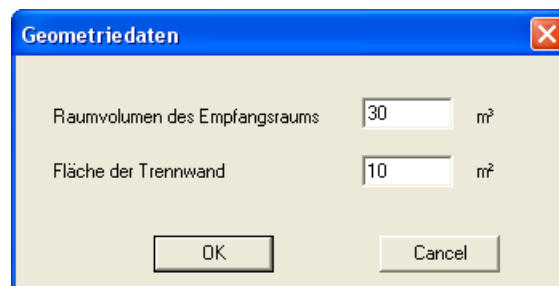 Geometriedaten
Raumvolumen des Empfangsraums 30 m³
Fläche der Trennwand 10 m²
OK Cancel